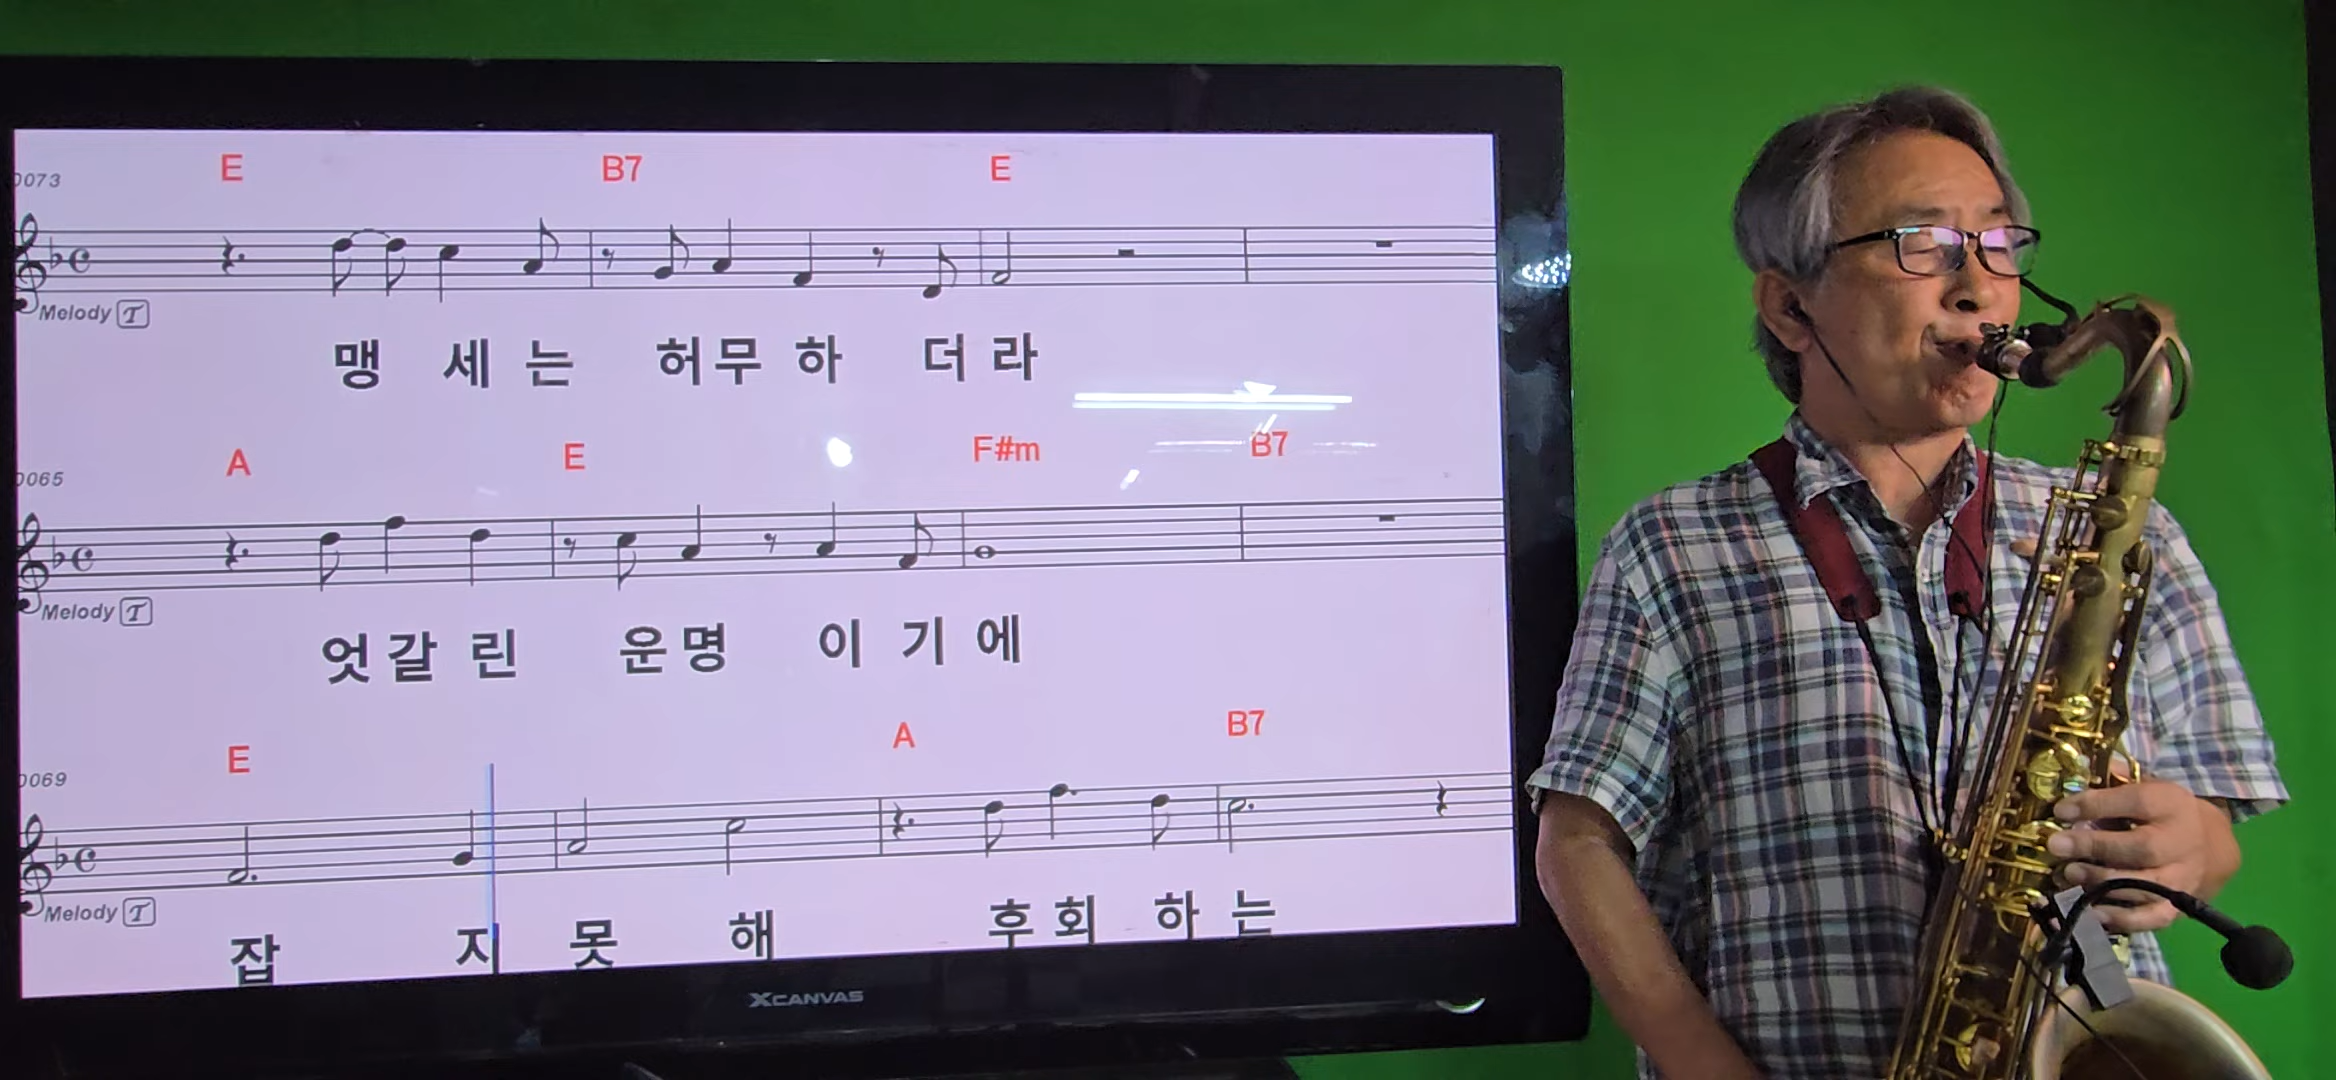 E B7 E
0073
Melody T
맹 세 는 허 무 하 더 라
A E F#m B7
0065
Melody T
엇 갈 린 운 명 이 기 에
E A B7
0069
Melody T
잡 지 못 해 후 회 하 는
XCANVAS